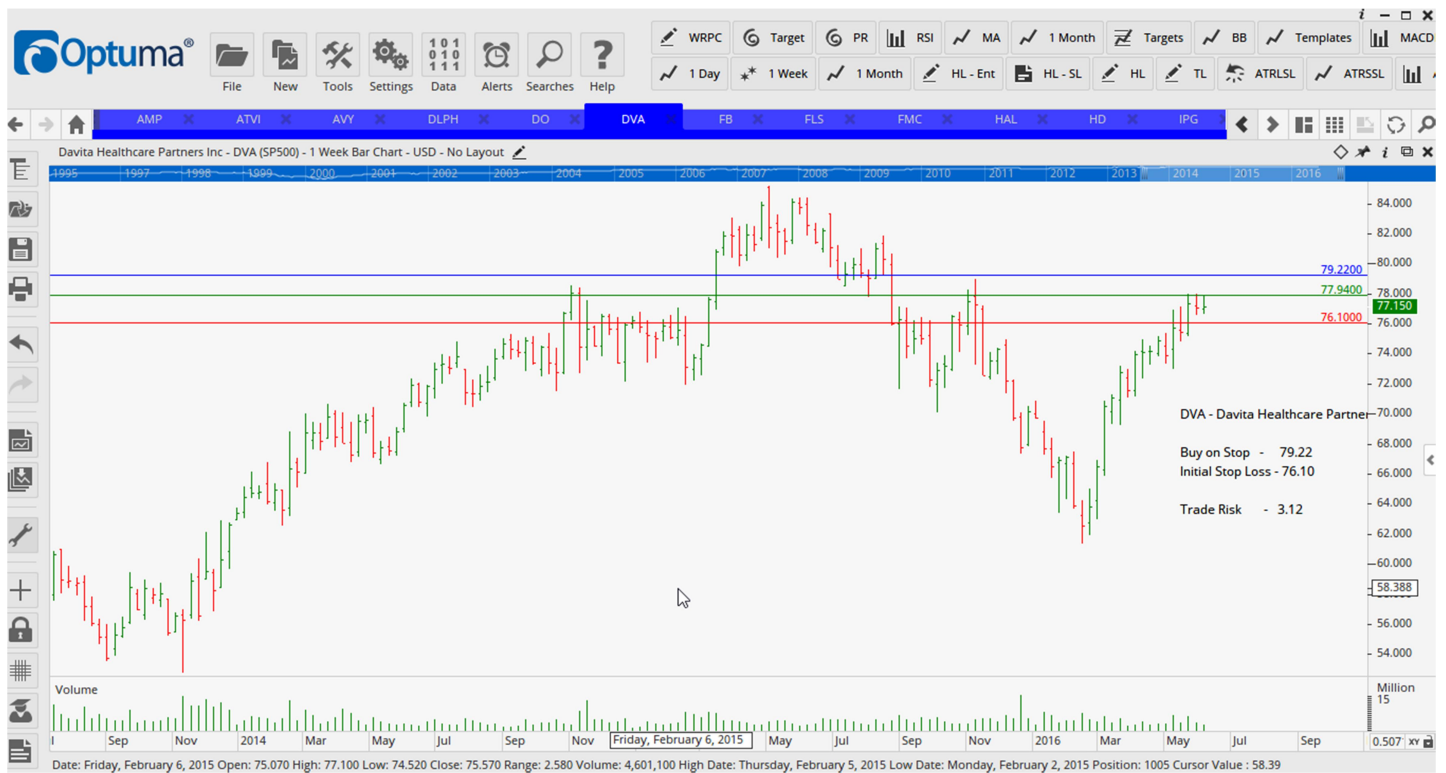 Optuma®
File
New
Tools
Settings
101
010
111
Data
Alerts
Searches
? Help
WRPC
Target
PR
RSI
MA
1 Month
Targets
BB
Templates
MACD
1 Day
1 Week
1 Month
HL - Ent
HL - SL
HL
TL
ATRLSL
ATRSSL
AMP
ATVI
AVY
DLPH
DO
DVA
FB
FLS
FMC
HAL
HD
IPG
Davita Healthcare Partners Inc - DVA (SP500) - 1 Week Bar Chart - USD - No Layout
1995 1997 1998 1999 2000 2001 2002 2003 2004 2005 2006 2007 2008 2009 2010 2011 2012 2013 2014 2015 2016
84.000
82.000
80.000
79.2200
78.000
77.9400
77.150
76.1000
76.000
74.000
72.000
70.000
68.000
66.000
64.000
62.000
60.000
58.388
56.000
54.000
DVA - Davita Healthcare Partner
Buy on Stop - 79.22
Initial Stop Loss - 76.10
Trade Risk - 3.12
Volume
Million
15
Sep Nov 2014 Mar May Jul Sep Nov Friday, February 6, 2015 May Jul Sep Nov 2016 Mar May Jul Sep
0.507 XY
Date: Friday, February 6, 2015 Open: 75.070 High: 77.100 Low: 74.520 Close: 75.570 Range: 2.580 Volume: 4,601,100 High Date: Thursday, February 5, 2015 Low Date: Monday, February 2, 2015 Position: 1005 Cursor Value : 58.39